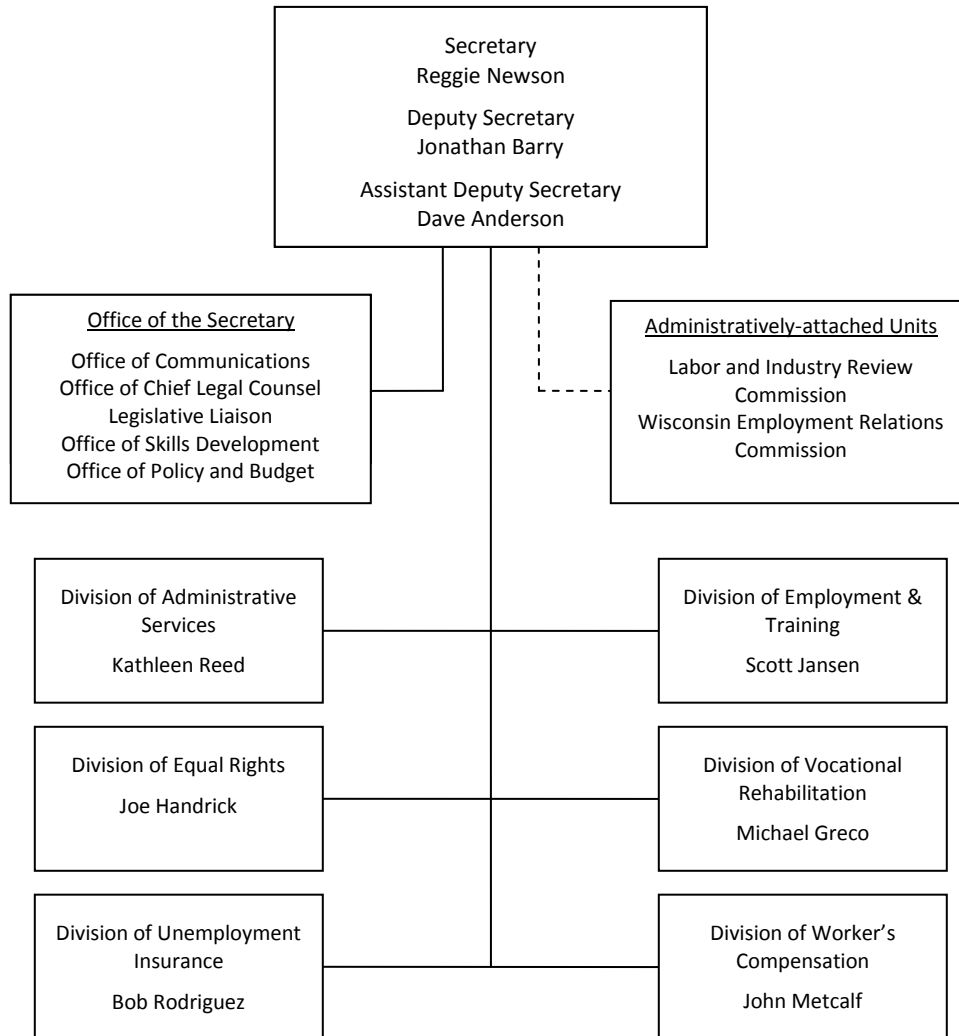 Secretary
Reggie Newson
Deputy Secretary
Jonathan Barry
Assistant Deputy Secretary
Dave Anderson
Office of the Secretary
Office of Communications
Office of Chief Legal Counsel
Legislative Liaison
Office of Skills Development
Office of Policy and Budget
Administratively-attached Units
Labor and Industry Review
Commission
Wisconsin Employment Relations
Commission
Division of Administrative
Services
Kathleen Reed
Division of Employment &
Training
Scott Jansen
Division of Equal Rights
Joe Handrick
Division of Vocational
Rehabilitation
Michael Greco
Division of Unemployment
Insurance
Bob Rodriguez
Division of Worker’s
Compensation
John Metcalf